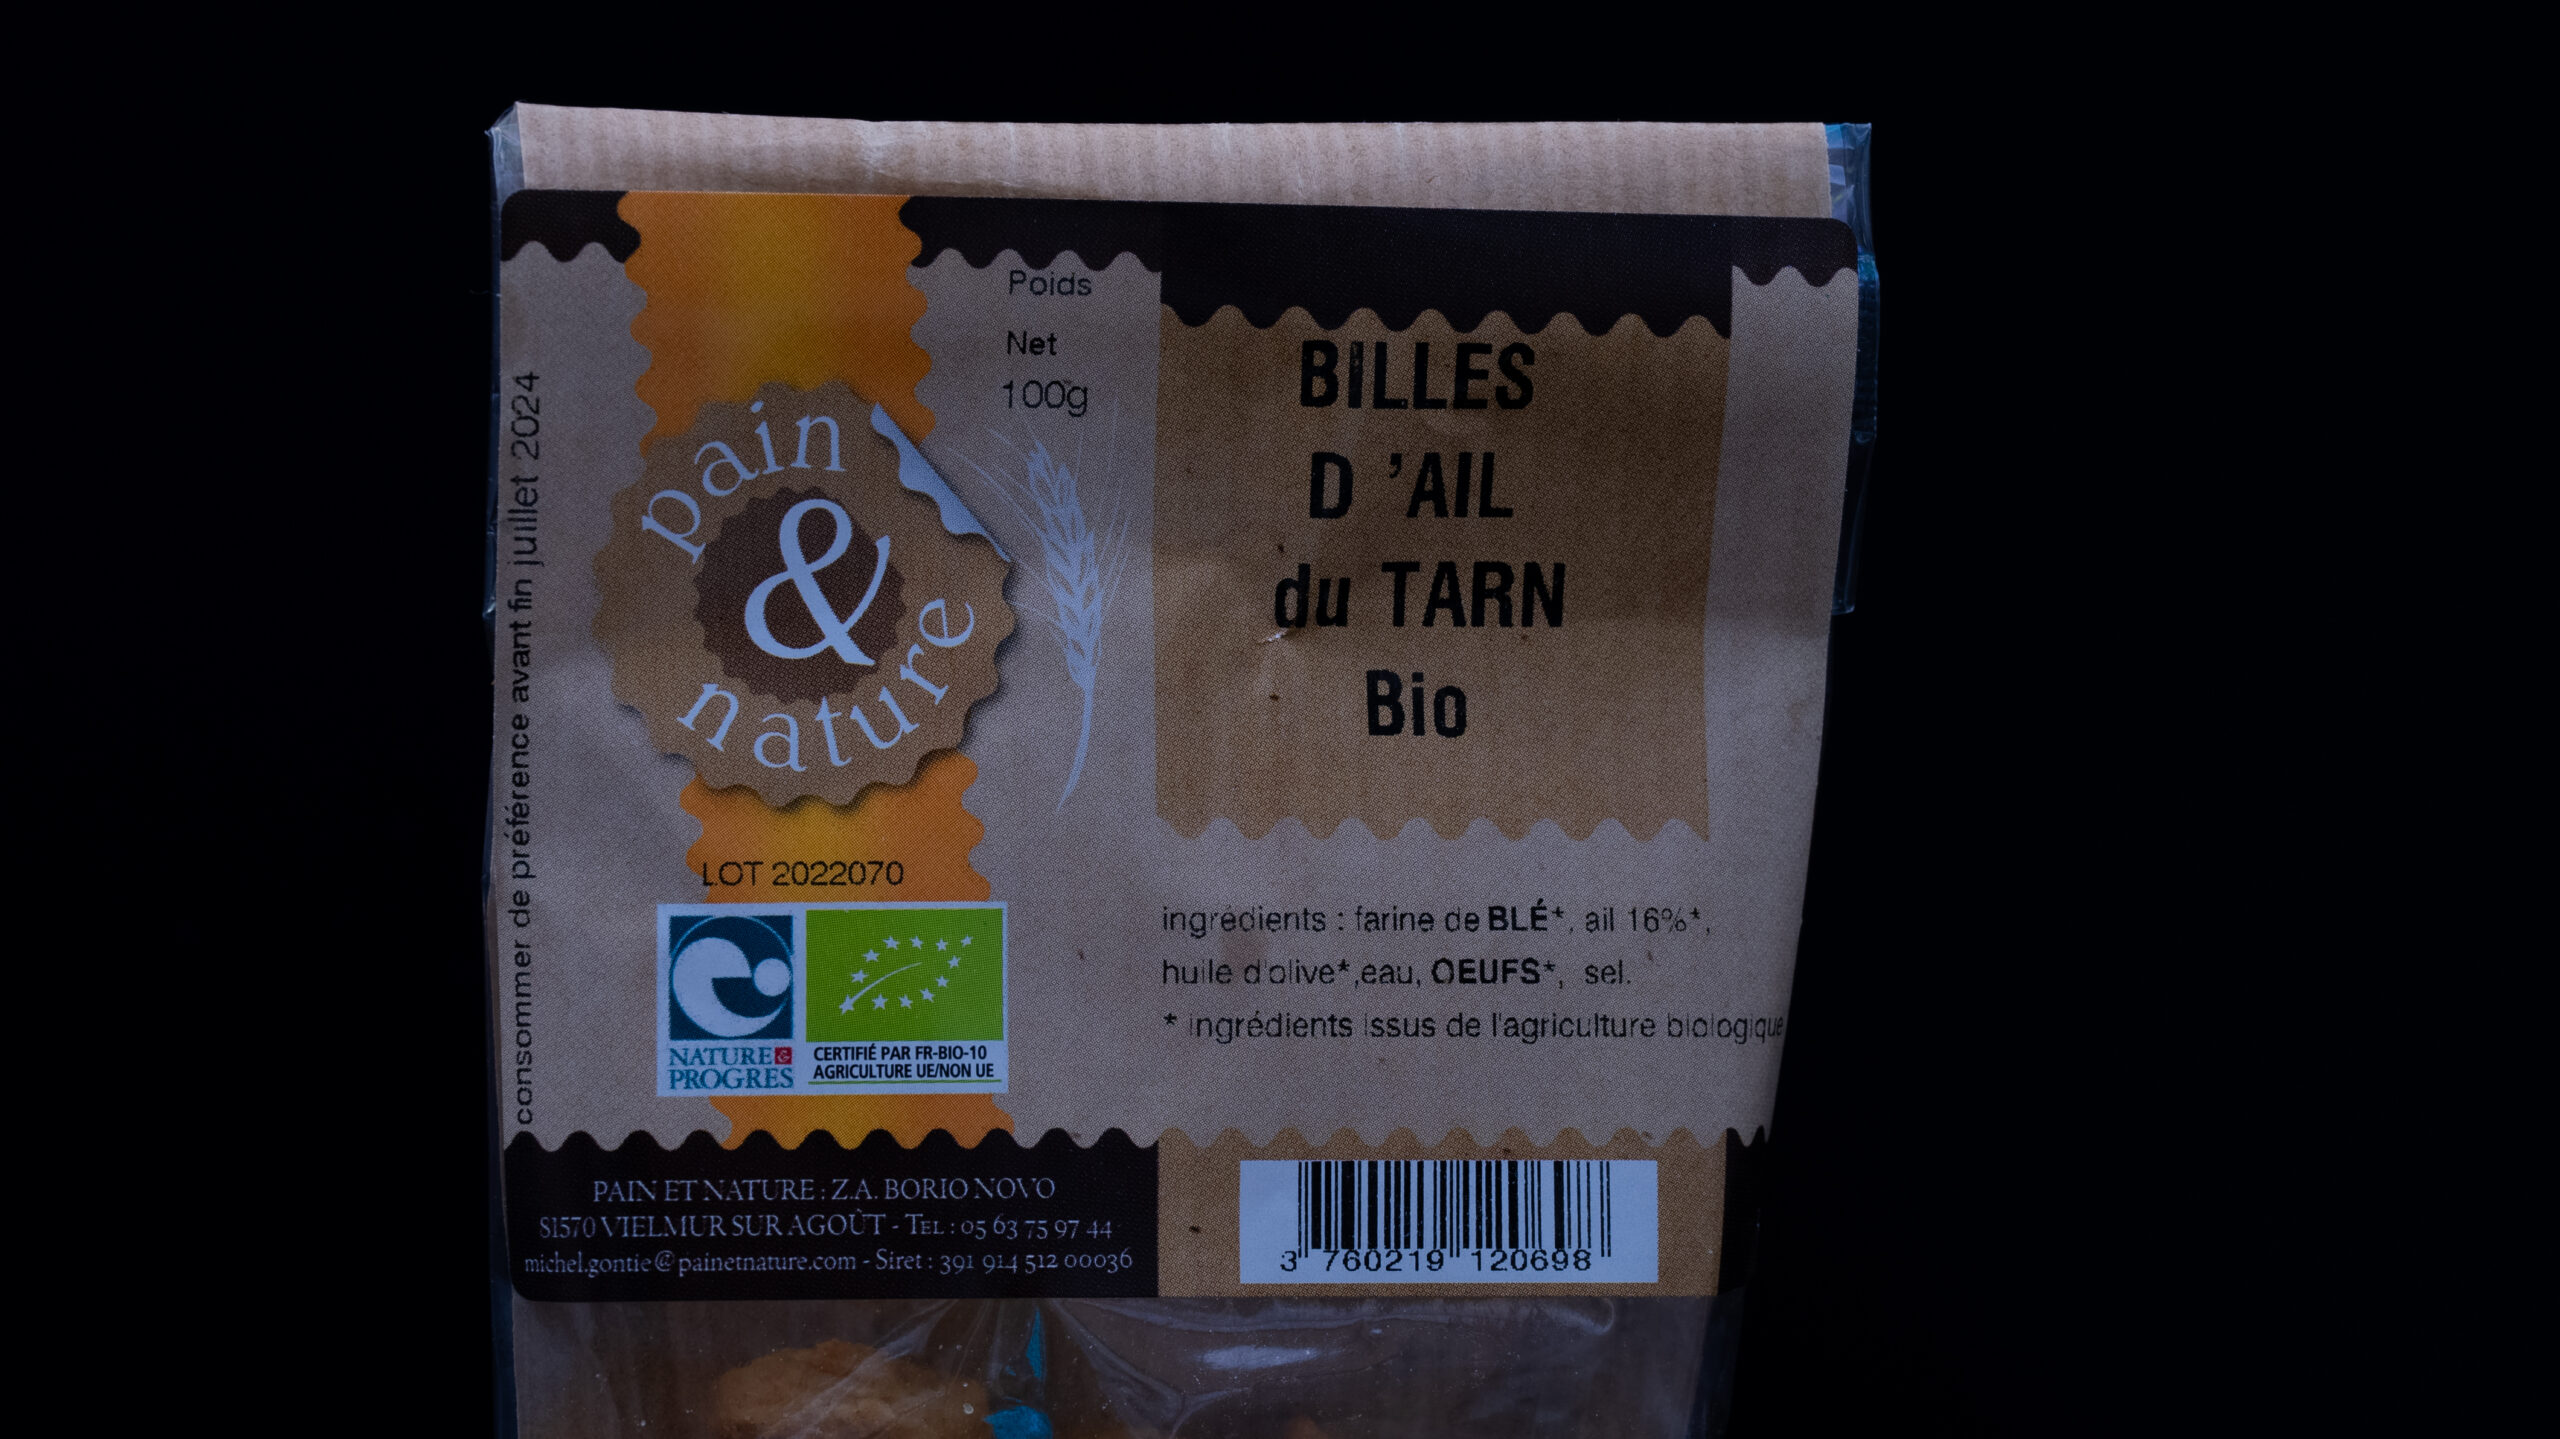 Poids
Net
100g
pain
&
nature
BILLES
D 'AIL
du TARN
Bio
consommer de préférence avant fin juillet 2024
LOT 2022070
NATURE & PROGRES
CERTIFIÉ PAR FR-BIO-10
AGRICULTURE UE/NON UE
ingrédients : farine de BLÉ*, ail 16%*,
huile d'olive*,eau, OEUFS*, sel.
* ingrédients issus de l'agriculture biologique
PAIN ET NATURE : Z.A. BORIO NOVO
81570 VIELMUR SUR AGOÛT - TEL : 05 63 75 97 44
michel.gontie@painetnature.com - Siret : 391 914 512 00036
3 760219 120698